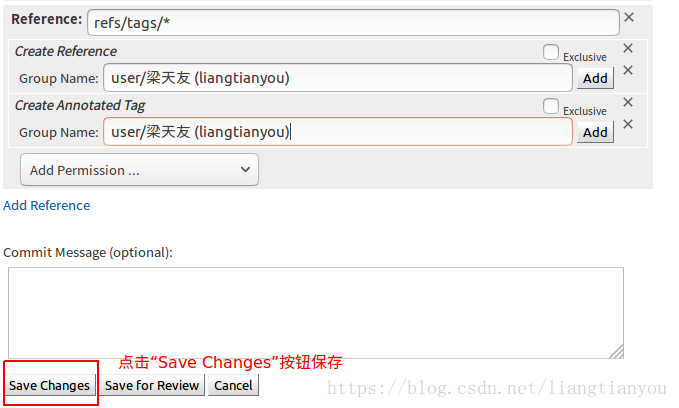 Reference: refs/tags/*
Create Reference Exclusive
Group Name: user/梁天友 (liangtianyou) Add
Create Annotated Tag Exclusive
Group Name: user/梁天友 (liangtianyou) Add
Add Permission ...
Add Reference
Commit Message (optional):
点击“Save Changes”按钮保存
Save Changes Save for Review Cancel
https://blog.csdn.net/liangtianyou